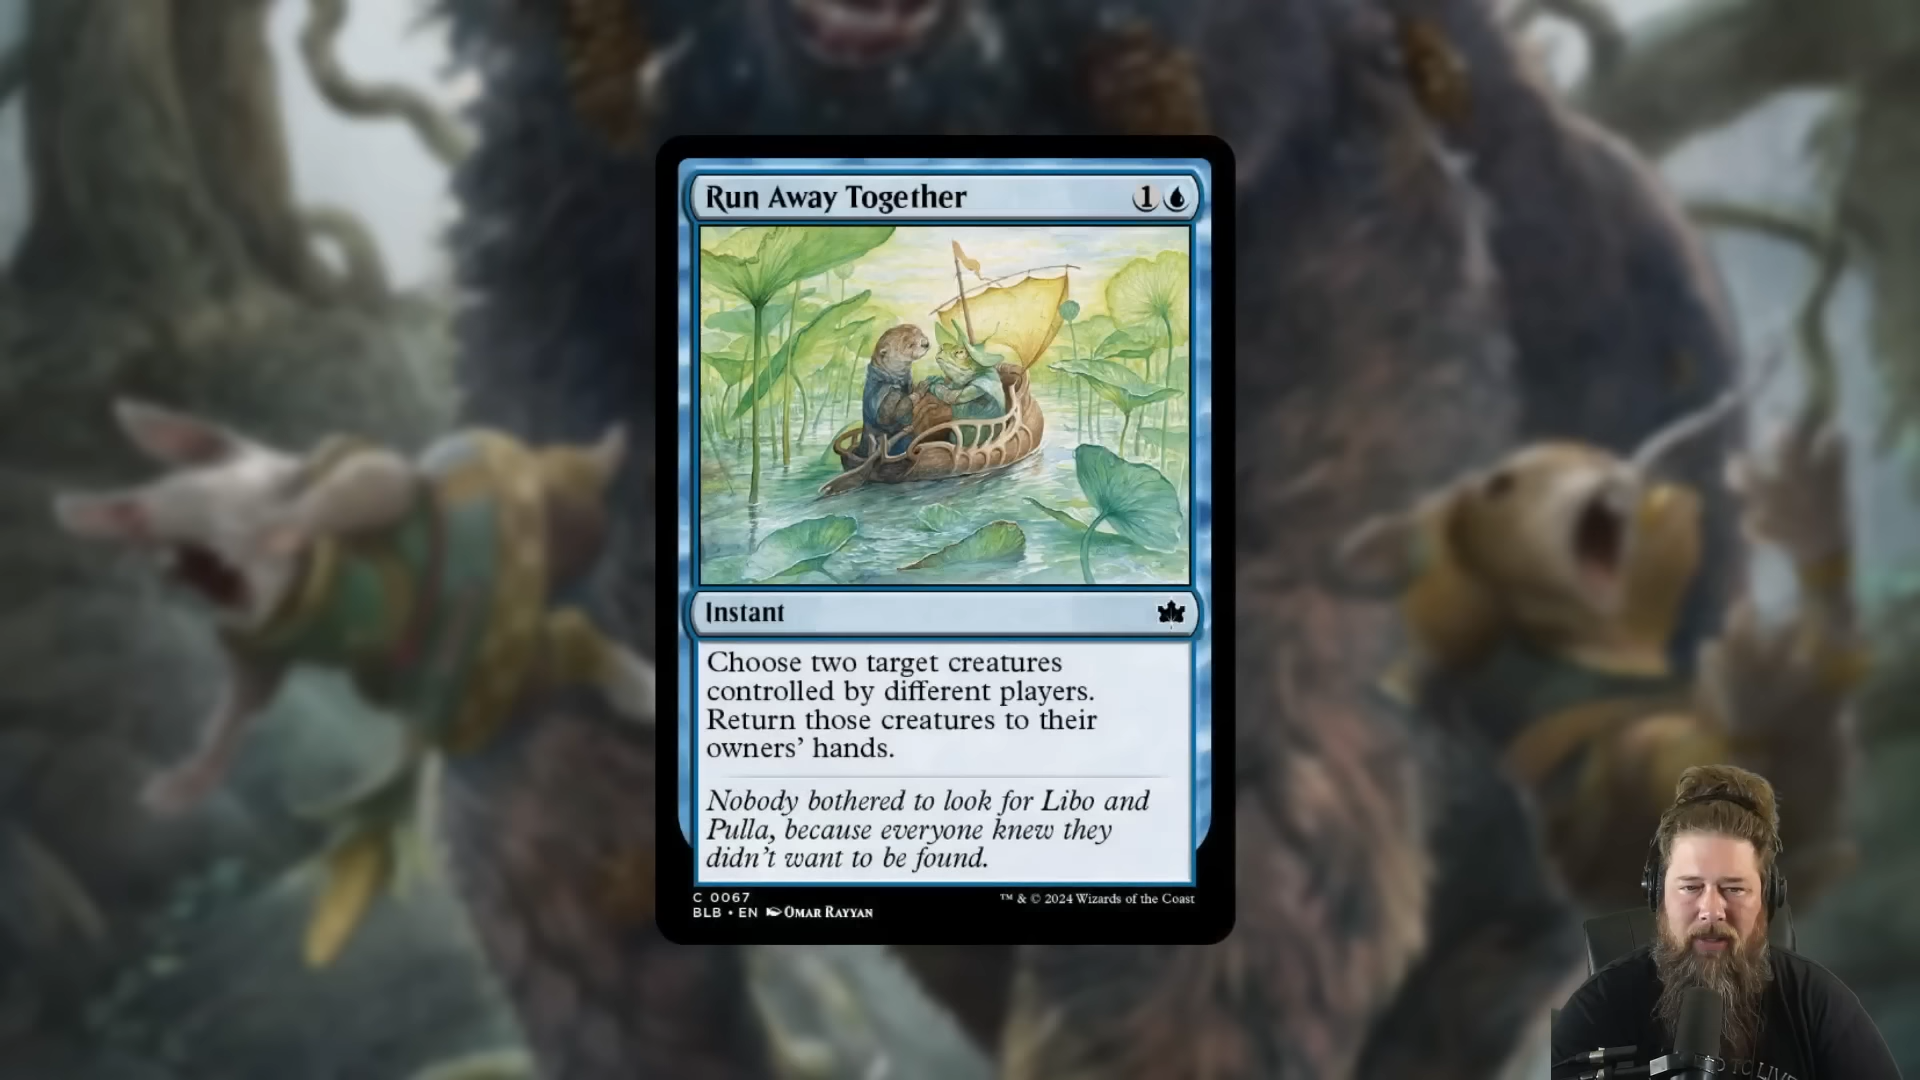 Run Away Together 1
Instant
Choose two target creatures
controlled by different players.
Return those creatures to their
owners' hands.
Nobody bothered to look for Libo and
Pulla, because everyone knew they
didn't want to be found.
C 0067
BLB • EN Omar Rayyan
™ & © 2024 Wizards of the Coast
TO LIVE